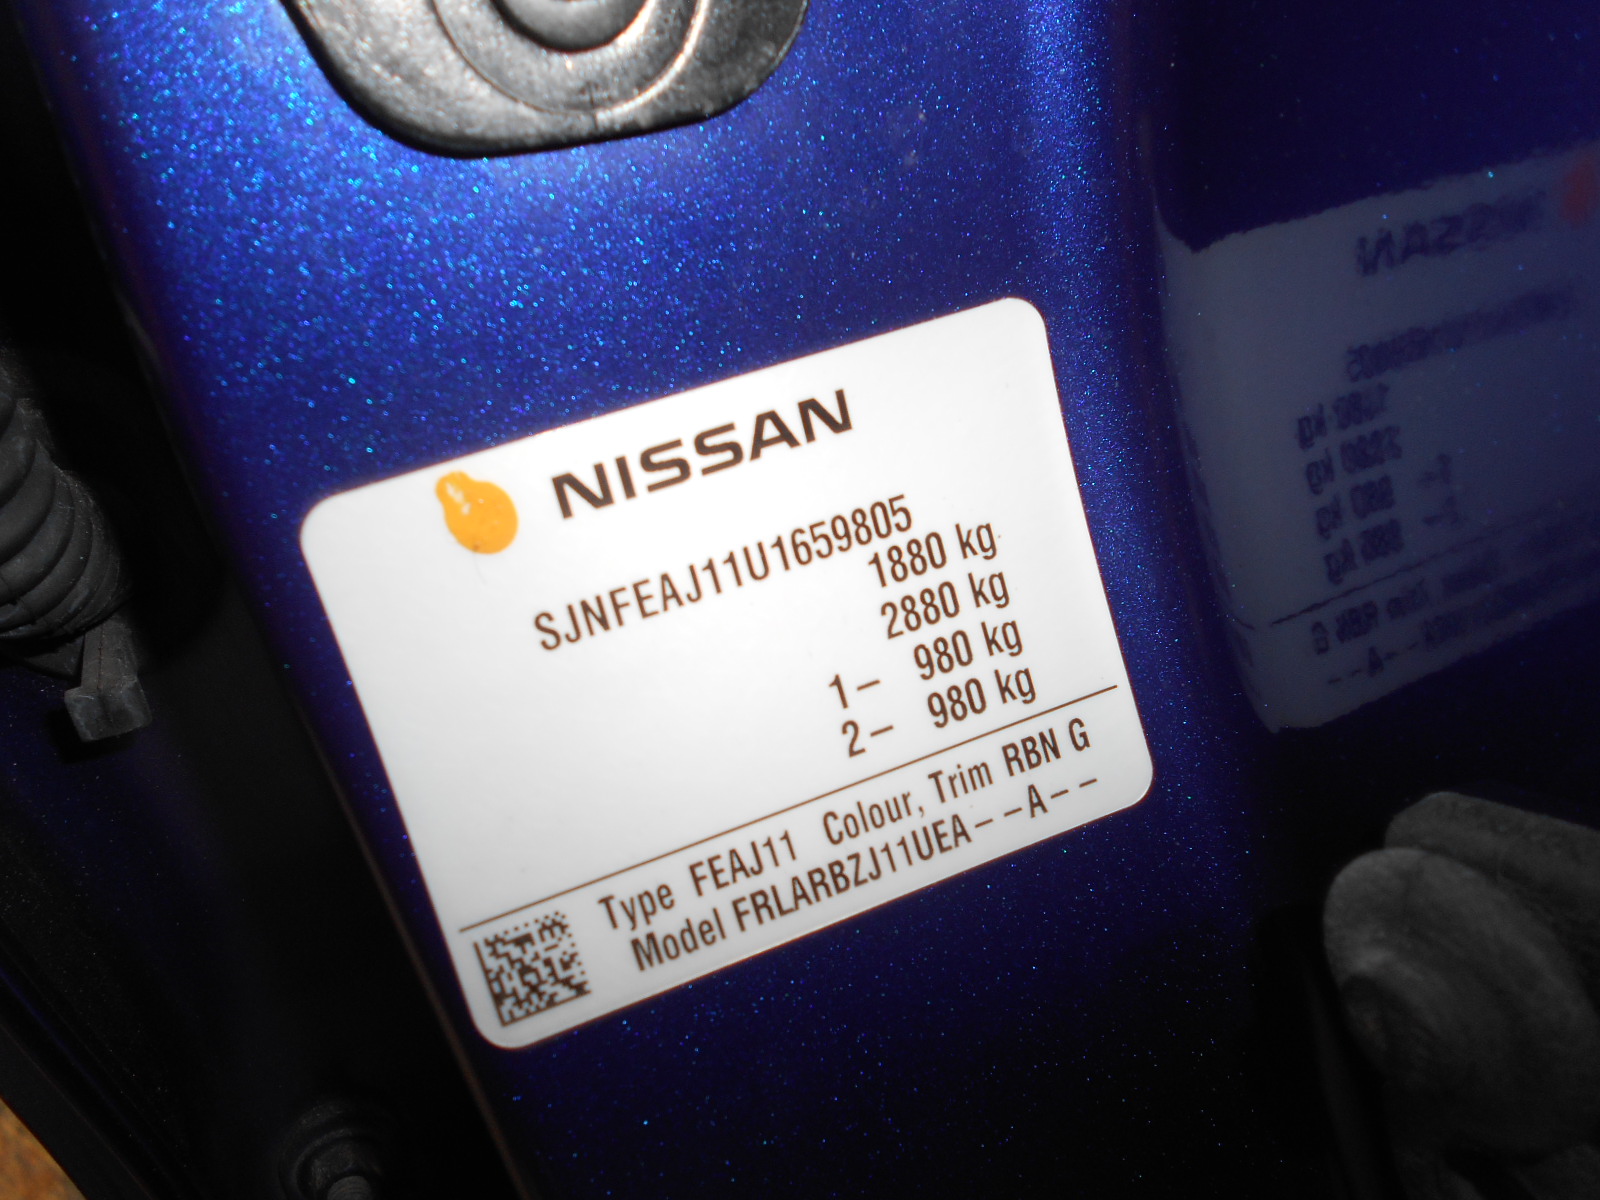 NISSAN
SJNFEAJ11U1659805
1880 kg
2880 kg
1– 980 kg
2– 980 kg
Type FEAJ11 Colour, Trim RBN G
Model FRLARBZJ11UEA––A––